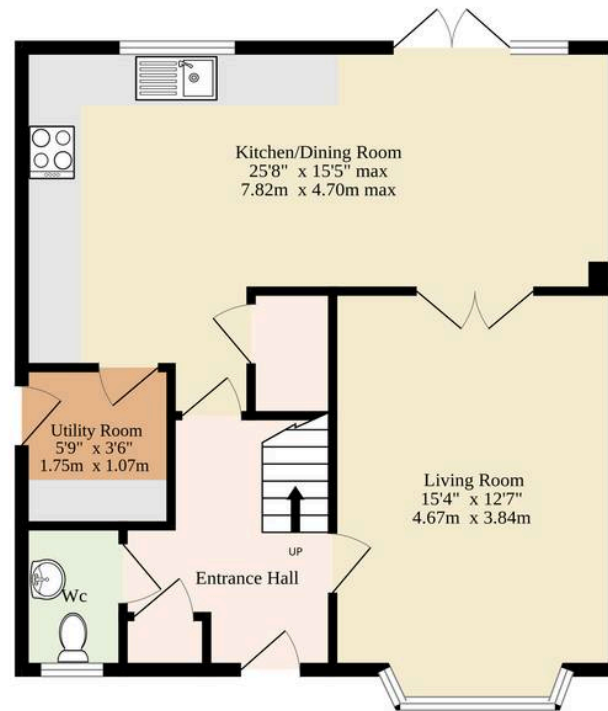 Kitchen/Dining Room
25'8" x 15'5" max
7.82m x 4.70m max
Utility Room
5'9" x 3'6"
1.75m x 1.07m
Living Room
15'4" x 12'7"
4.67m x 3.84m
UP
Entrance Hall
Wc